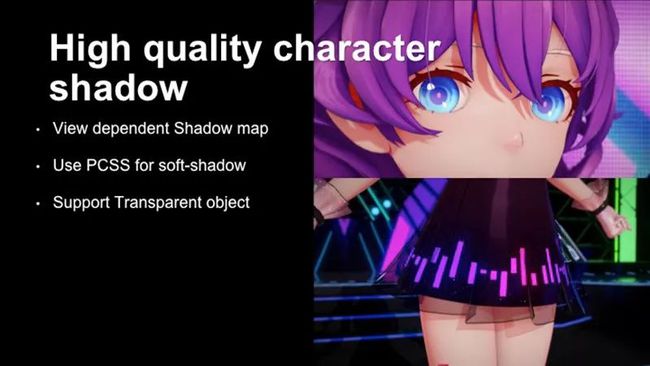 High quality character
shadow
• View dependent Shadow map
• Use PCSS for soft-shadow
• Support Transparent object